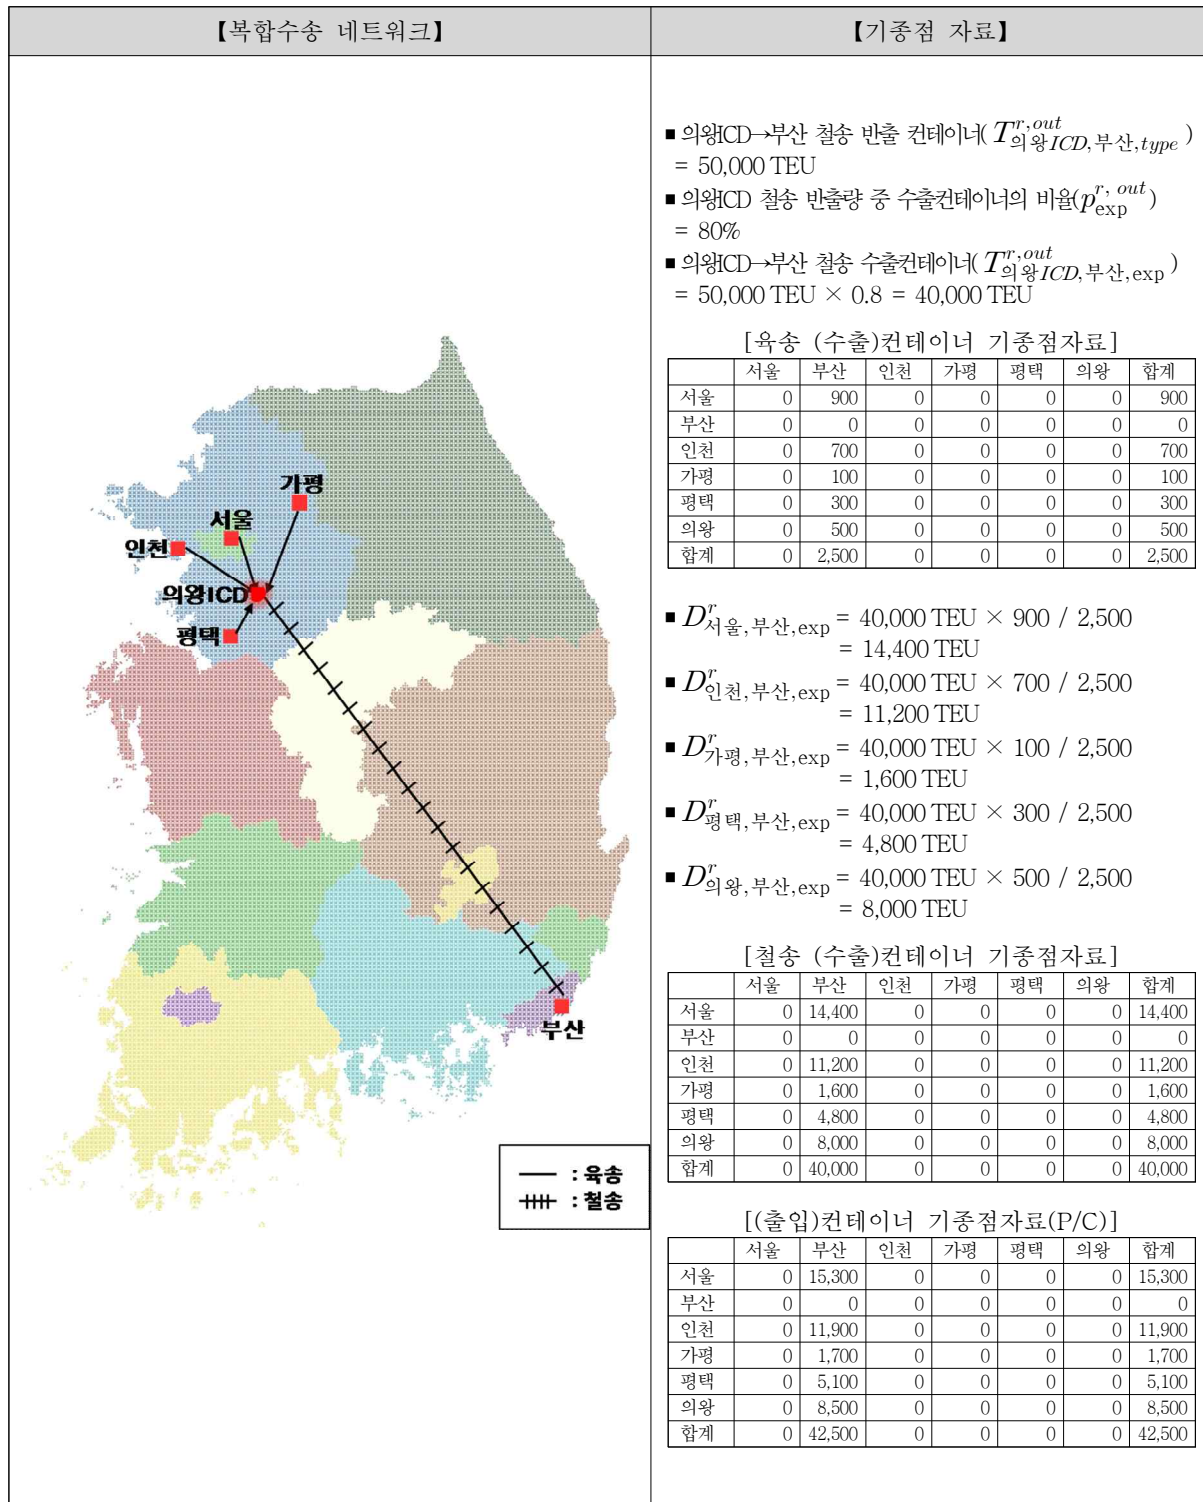 【복합수송 네트워크】
【기종점 자료】
가평
서울
인천
의왕ICD
평택
부산
: 육송
: 철송
■ 의왕ICD→부산 철송 반출 컨테이너( T^{r,out}_{의왕ICD,부산,type} )
= 50,000 TEU
■ 의왕ICD 철송 반출량 중 수출컨테이너의 비율(p^{r, out}_{exp})
= 80%
■ 의왕ICD→부산 철송 수출컨테이너( T^{r,out}_{의왕ICD,부산,exp} )
= 50,000 TEU × 0.8 = 40,000 TEU
[육송 (수출)컨테이너 기종점자료]
서울 부산 인천 가평 평택 의왕 합계
서울 0 900 0 0 0 0 900
부산 0 0 0 0 0 0 0
인천 0 700 0 0 0 0 700
가평 0 100 0 0 0 0 100
평택 0 300 0 0 0 0 300
의왕 0 500 0 0 0 0 500
합계 0 2,500 0 0 0 0 2,500
■ D^{r}_{서울,부산,exp} = 40,000 TEU × 900 / 2,500
= 14,400 TEU
■ D^{r}_{인천,부산,exp} = 40,000 TEU × 700 / 2,500
= 11,200 TEU
■ D^{r}_{가평,부산,exp} = 40,000 TEU × 100 / 2,500
= 1,600 TEU
■ D^{r}_{평택,부산,exp} = 40,000 TEU × 300 / 2,500
= 4,800 TEU
■ D^{r}_{의왕,부산,exp} = 40,000 TEU × 500 / 2,500
= 8,000 TEU
[철송 (수출)컨테이너 기종점자료]
서울 부산 인천 가평 평택 의왕 합계
서울 0 14,400 0 0 0 0 14,400
부산 0 0 0 0 0 0 0
인천 0 11,200 0 0 0 0 11,200
가평 0 1,600 0 0 0 0 1,600
평택 0 4,800 0 0 0 0 4,800
의왕 0 8,000 0 0 0 0 8,000
합계 0 40,000 0 0 0 0 40,000
[(출입)컨테이너 기종점자료(P/C)]
서울 부산 인천 가평 평택 의왕 합계
서울 0 15,300 0 0 0 0 15,300
부산 0 0 0 0 0 0 0
인천 0 11,900 0 0 0 0 11,900
가평 0 1,700 0 0 0 0 1,700
평택 0 5,100 0 0 0 0 5,100
의왕 0 8,500 0 0 0 0 8,500
합계 0 42,500 0 0 0 0 42,500